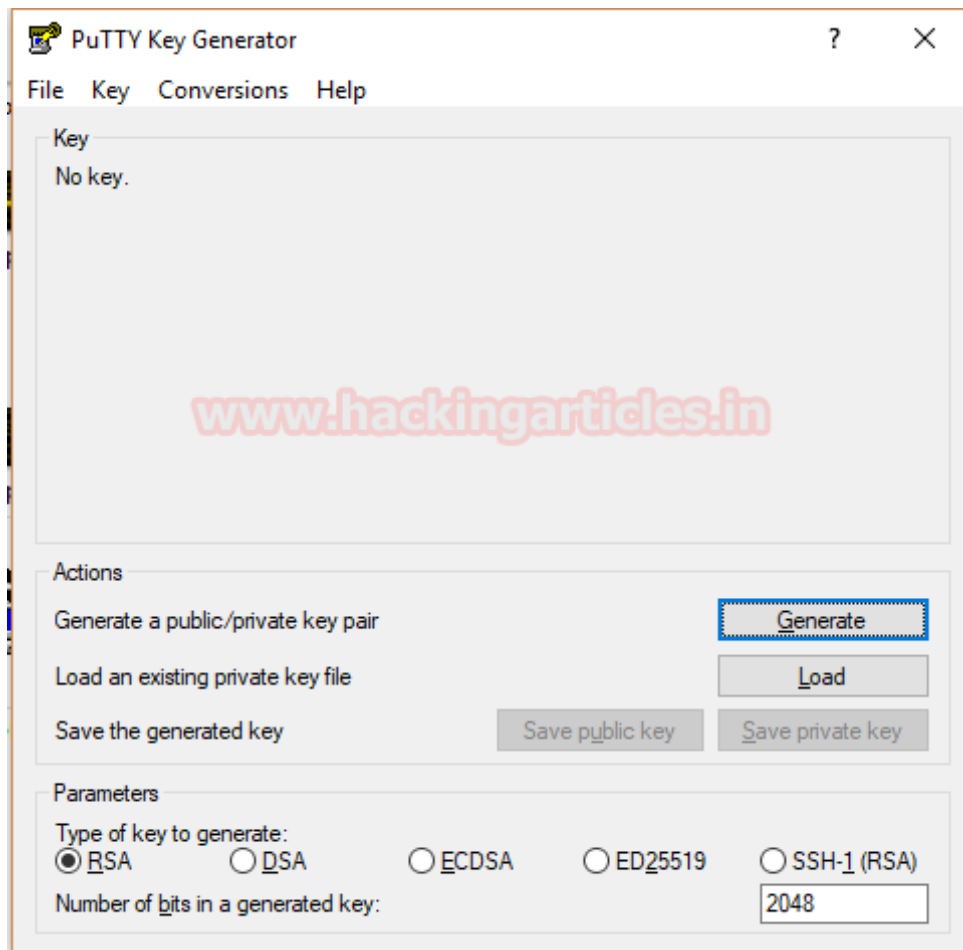 PuTTY Key Generator ?
File Key Conversions Help
Key
No key.
www.hackingarticles.in
Actions
Generate a public/private key pair Generate
Load an existing private key file Load
Save the generated key Save public key Save private key
Parameters
Type of key to generate:
RSA DSA ECDSA ED25519 SSH-1 (RSA)
Number of bits in a generated key: 2048